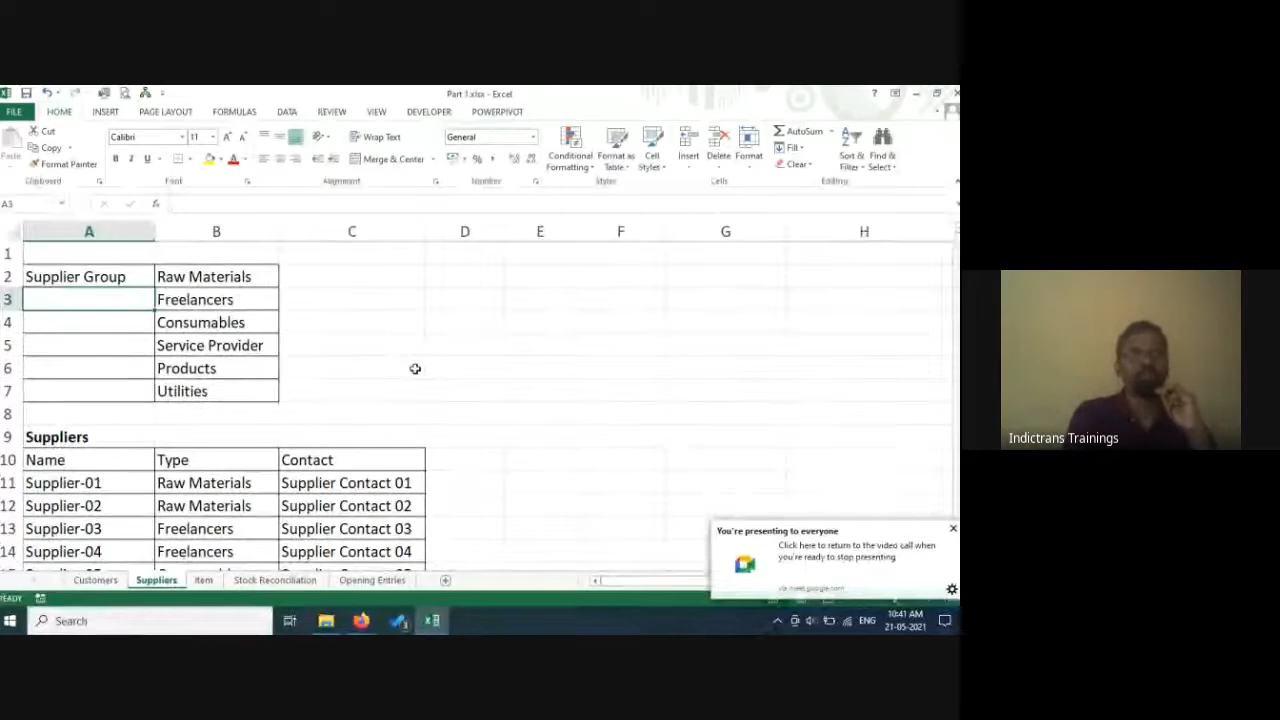 Part 1.xlsx - Excel
FILE HOME INSERT PAGE LAYOUT FORMULAS DATA REVIEW VIEW DEVELOPER POWERPIVOT
Paste
Cut
Copy
Format Painter
Calibri 11
B I U
Wrap Text
Merge & Center
General
Conditional Formatting
Format as Table
Cell Styles
Insert
Delete
Format
AutoSum
Fill
Clear
Sort & Filter
Find & Select
Clipboard Font Alignment Number Styles Cells Editing
A3
A B C D E F G H
1
2 Supplier Group Raw Materials
3 Freelancers
4 Consumables
5 Service Provider
6 Products
7 Utilities
8
9 Suppliers
10 Name Type Contact
11 Supplier-01 Raw Materials Supplier Contact 01
12 Supplier-02 Raw Materials Supplier Contact 02
13 Supplier-03 Freelancers Supplier Contact 03
14 Supplier-04 Freelancers Supplier Contact 04
Customers Suppliers Item Stock Reconciliation Opening Entries
READY
You're presenting to everyone
Click here to return to the video call when
you're ready to stop presenting
via meet.google.com
Search
ENG
10:41 AM
21-05-2021
Indictrans Trainings